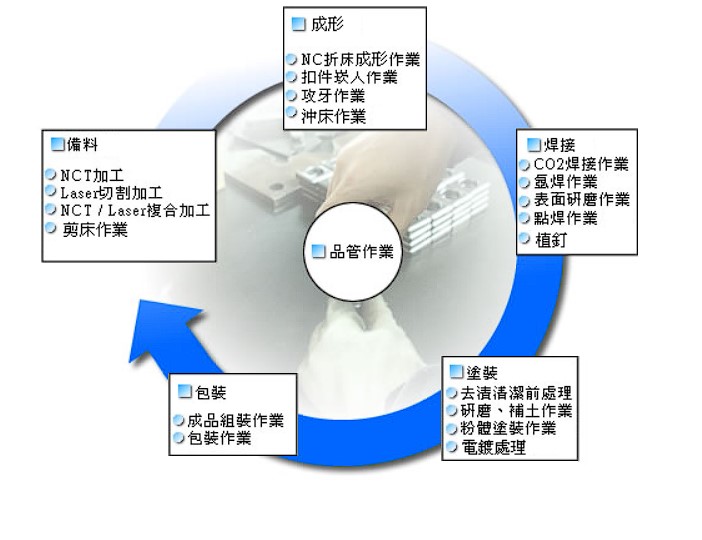 成形
NC折床成形作業
扣件崁人作業
攻牙作業
沖床作業
備料
NCT加工
Laser切割加工
NCT / Laser複合加工
剪床作業
焊接
CO2焊接作業
氬焊作業
表面研磨作業
點焊作業
植釘
品管作業
塗裝
去漬清潔前處理
研磨、補土作業
粉體塗裝作業
電鍍處理
包裝
成品組裝作業
包裝作業